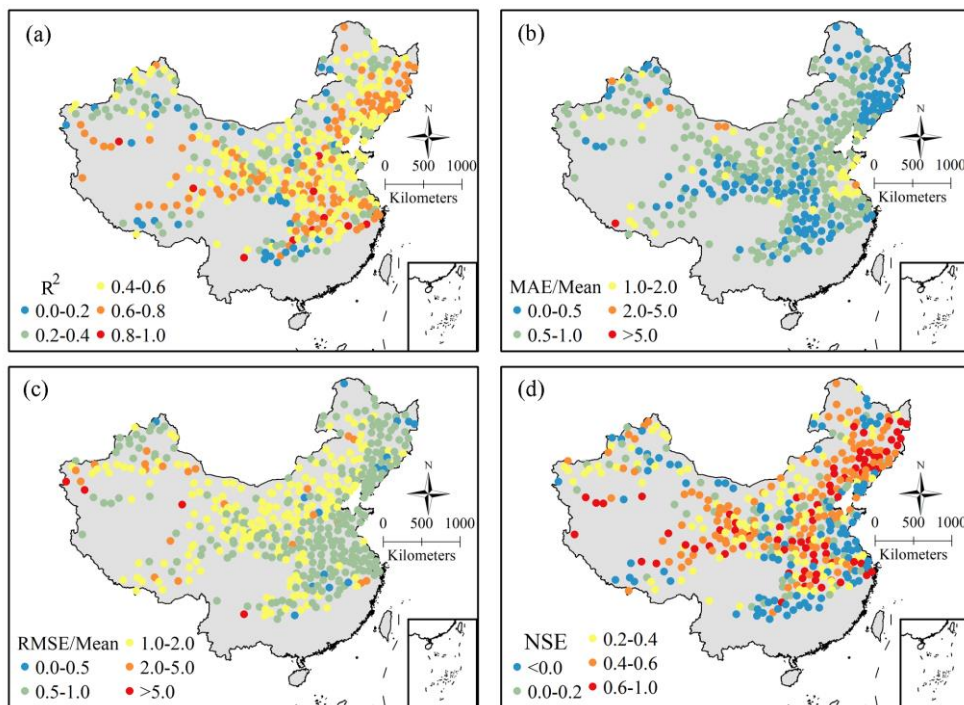 (a)
N
0 500 1000
Kilometers
R2
0.0-0.2
0.2-0.4
0.4-0.6
0.6-0.8
0.8-1.0
(b)
N
0 500 1000
Kilometers
MAE/Mean
0.0-0.5
0.5-1.0
1.0-2.0
2.0-5.0
>5.0
(c)
N
0 500 1000
Kilometers
RMSE/Mean
0.0-0.5
0.5-1.0
1.0-2.0
2.0-5.0
>5.0
(d)
N
0 500 1000
Kilometers
NSE
<0.0
0.0-0.2
0.2-0.4
0.4-0.6
0.6-1.0